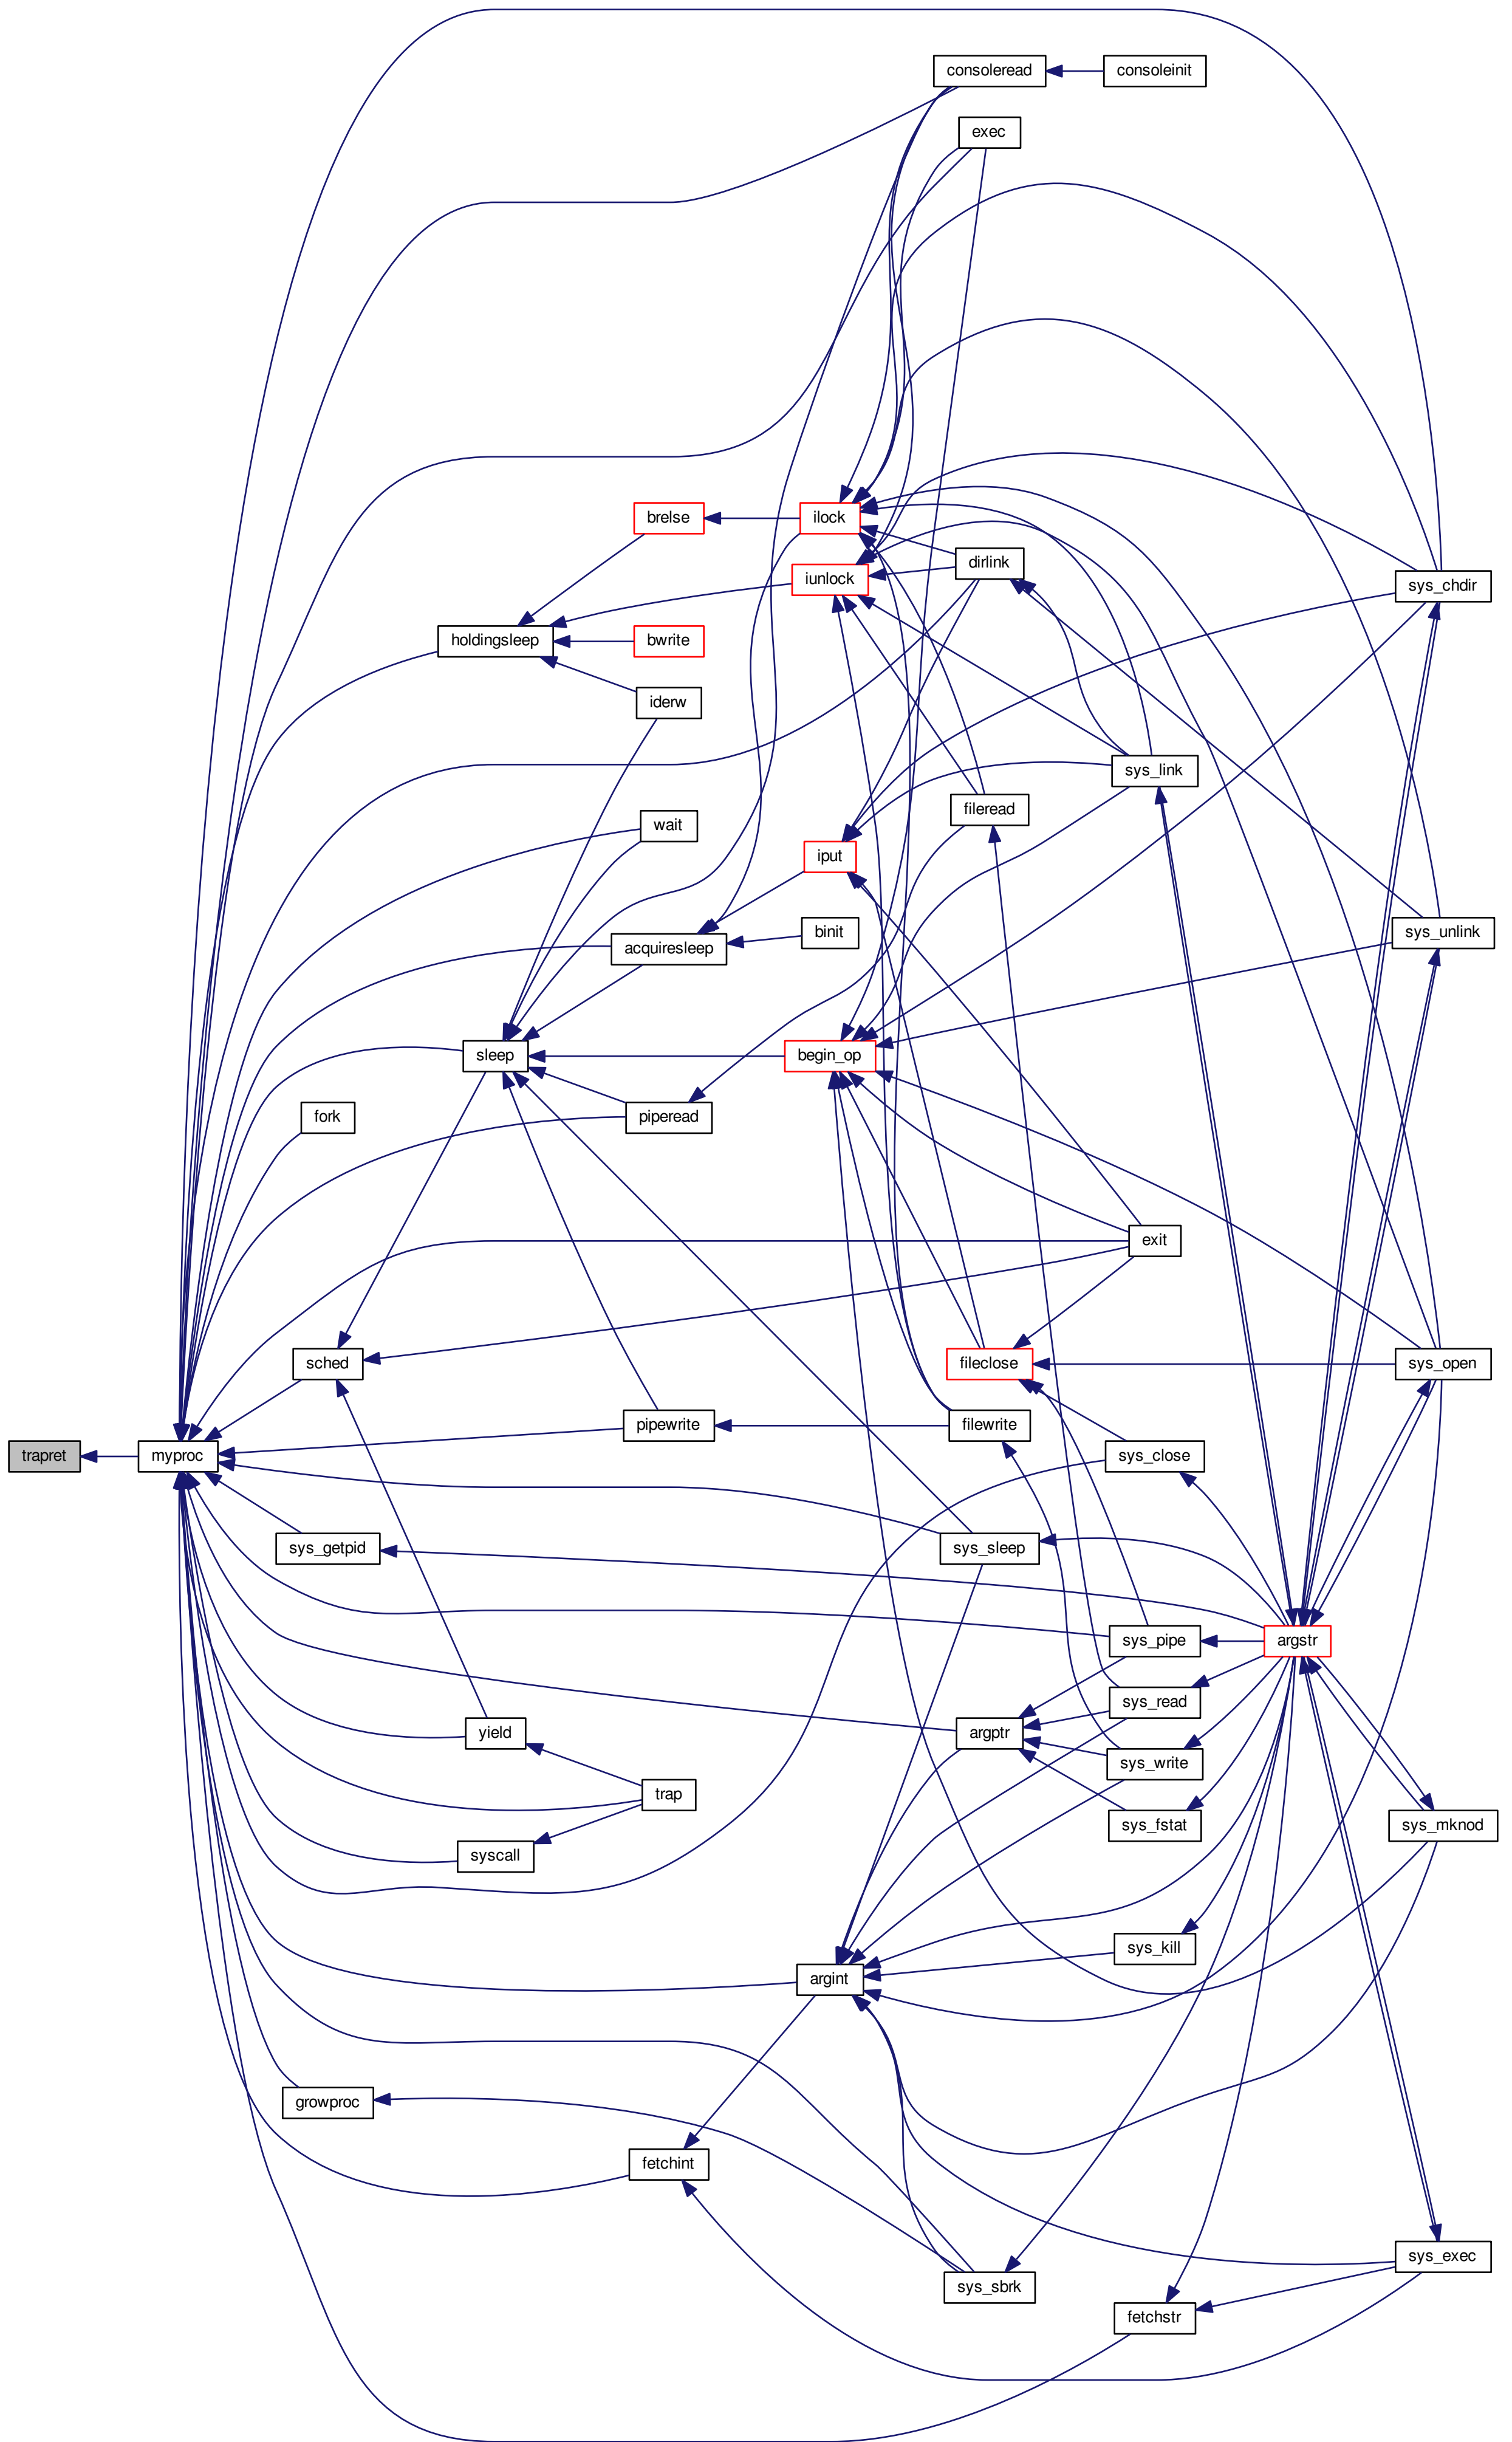 consoleread
consoleinit
exec
brelse
ilock
dirlink
iunlock
sys_chdir
holdingsleep
bwrite
iderw
sys_link
fileread
wait
iput
binit
sys_unlink
acquiresleep
sleep
begin_op
fork
piperead
exit
sched
fileclose
sys_open
pipewrite
filewrite
trapret
myproc
sys_close
sys_getpid
sys_sleep
sys_pipe
argstr
sys_read
yield
argptr
sys_write
trap
sys_fstat
sys_mknod
syscall
sys_kill
argint
growproc
fetchint
sys_exec
sys_sbrk
fetchstr